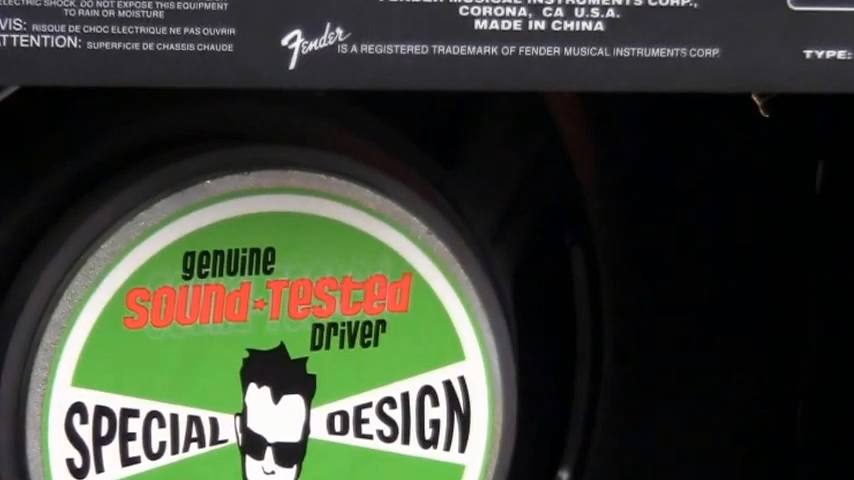 ELECTRIC SHOCK, DO NOT EXPOSE THIS EQUIPMENT
TO RAIN OR MOISTURE
VIS: RISQUE DE CHOC ELECTRIQUE NE PAS OUVRIR
ATTENTION: SUPERFICIE DE CHASSIS CHAUDE
FENDER MUSICAL INSTRUMENTS CORP.,
CORONA, CA U.S.A.
MADE IN CHINA
Fender IS A REGISTERED TRADEMARK OF FENDER MUSICAL INSTRUMENTS CORP.
TYPE:
genuine
Sound★Tested
Driver
SPECIAL DESIGN